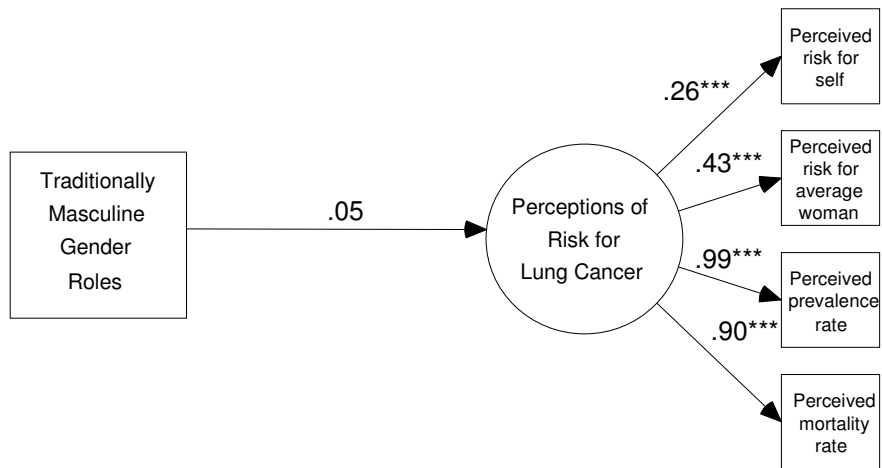 Traditionally
Masculine
Gender
Roles
.05
Perceptions of
Risk for
Lung Cancer
.26***
Perceived
risk for
self
.43***
Perceived
risk for
average
woman
.99***
Perceived
prevalence
rate
.90***
Perceived
mortality
rate